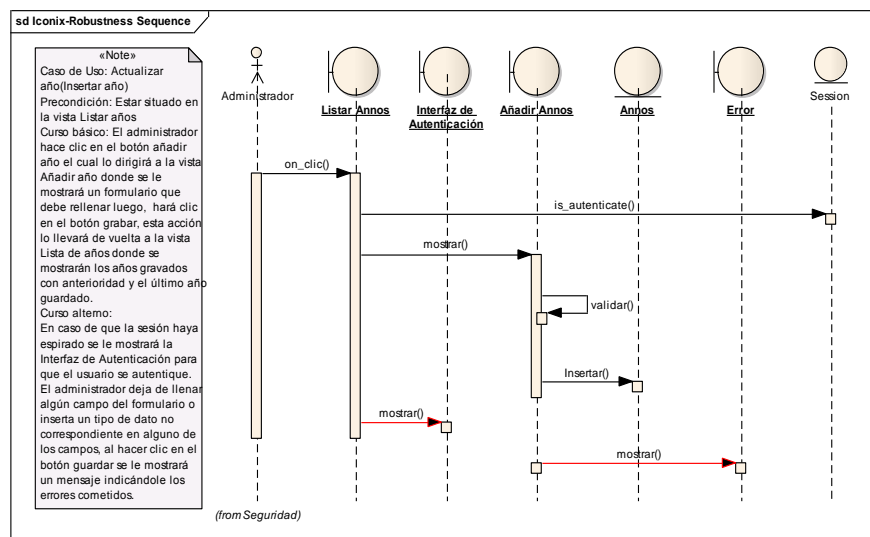 sd Iconix-Robustness Sequence
«Note»
Caso de Uso: Actualizar
año(Insertar año)
Precondición: Estar situado en
la vista Listar años
Curso básico: El administrador
hace clic en el botón añadir
año el cual lo dirigirá a la vista
Añadir año donde se le
mostrará un formulario que
debe rellenar luego, hará clic
en el botón grabar, esta acción
lo llevará de vuelta a la vista
Lista de años donde se
mostrarán los años gravados
con anterioridad y el último año
guardado.
Curso alterno:
En caso de que la sesión haya
espirado se le mostrará la
Interfaz de Autenticación para
que el usuario se autentique.
El administrador deja de llenar
algún campo del formulario o
inserta un tipo de dato no
correspondiente en alguno de
los campos, al hacer clic en el
botón guardar se le mostrará
un mensaje indicándole los
errores cometidos.
Administrador
Listar Annos
Interfaz de
Autenticación
Añadir Annos
Annos
Error
Session
on_clic()
is_autenticate()
mostrar()
validar()
Insertar()
mostrar()
mostrar()
(from Seguridad)